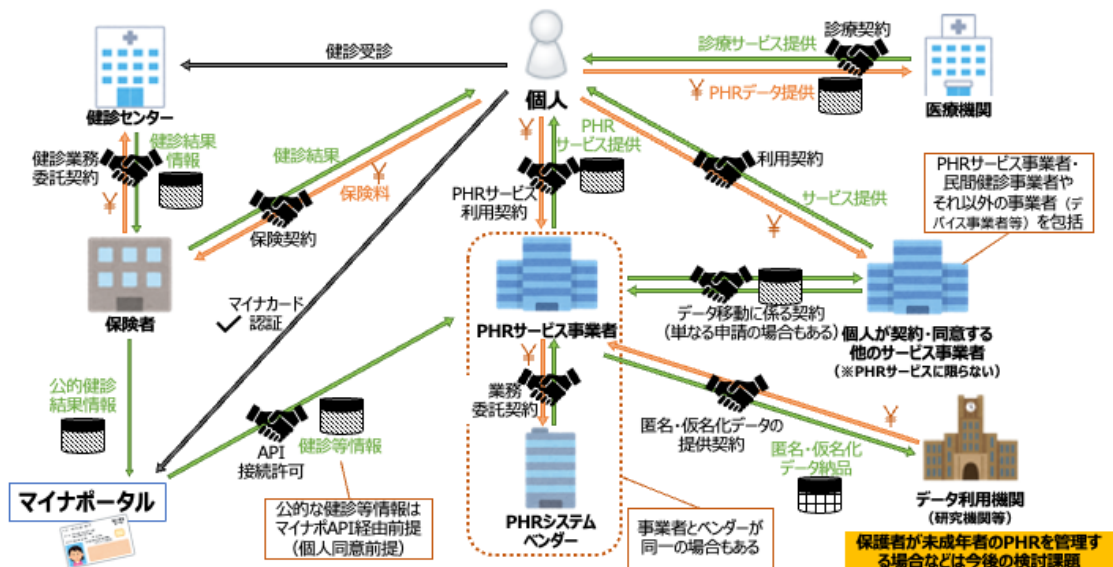 健診受診
診療契約
診療サービス提供
¥ PHRデータ提供
個人
医療機関
健診センター
健診業務
委託契約
¥
健診結果
情報
健診結果
¥
保険料
保険契約
¥
PHR
サービス提供
PHRサービス
利用契約
利用契約
サービス提供
¥
PHRサービス事業者・
民間健診事業者や
それ以外の事業者（デ
バイス事業者等）を包括
保険者
マイナカード
認証
PHRサービス事業者
データ移動に係る契約
（単なる申請の場合もある）
個人が契約・同意する
他のサービス事業者
（※PHRサービスに限らない）
公的健診
結果情報
API
接続許可
健診等情報
¥
業務
委託契約
匿名・仮名化データの
提供契約
¥
匿名・仮名化
データ納品
マイナポータル
公的な健診等情報は
マイナポAPI経由前提
（個人同意前提）
PHRシステム
ベンダー
事業者とベンダーが
同一の場合もある
データ利用機関
（研究機関等）
保護者が未成年者のPHRを管理す
る場合などは今後の検討課題